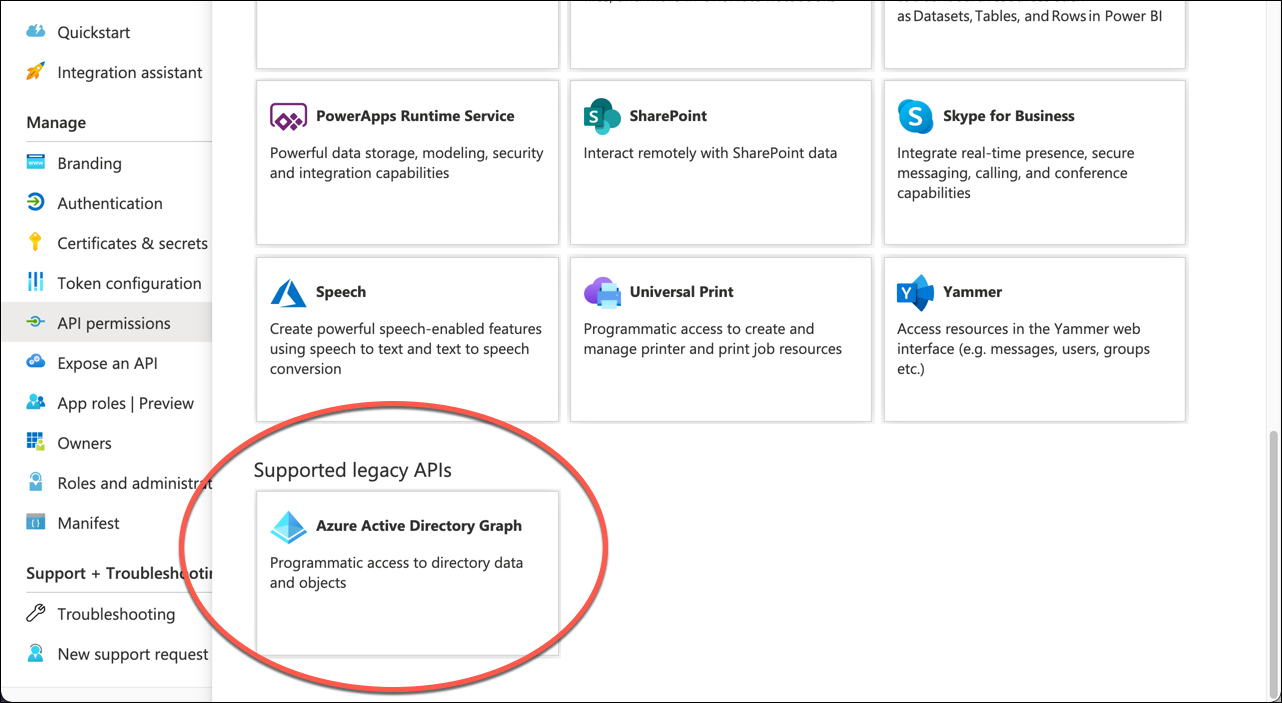 as Datasets, Tables, and Rows in Power BI
Quickstart
Integration assistant
Manage
Branding
Authentication
Certificates & secrets
Token configuration
API permissions
Expose an API
App roles | Preview
Owners
Roles and administrat
Manifest
Support + Troubleshootin
Troubleshooting
New support request
PowerApps Runtime Service
Powerful data storage, modeling, security
and integration capabilities
SharePoint
Interact remotely with SharePoint data
Skype for Business
Integrate real-time presence, secure
messaging, calling, and conference
capabilities
Speech
Create powerful speech-enabled features
using speech to text and text to speech
conversion
Universal Print
Programmatic access to create and
manage printer and print job resources
Yammer
Access resources in the Yammer web
interface (e.g. messages, users, groups
etc.)
Supported legacy APIs
Azure Active Directory Graph
Programmatic access to directory data
and objects